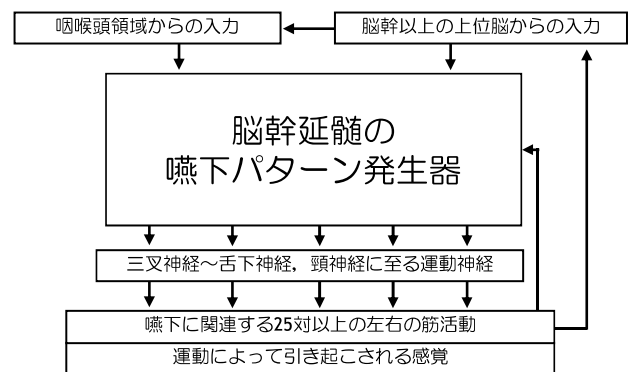 咽喉頭領域からの入力
脳幹以上の上位脳からの入力
脳幹延髄の
嚥下パターン発生器
三叉神経～舌下神経，頸神経に至る運動神経
嚥下に関連する25対以上の左右の筋活動
運動によって引き起こされる感覚